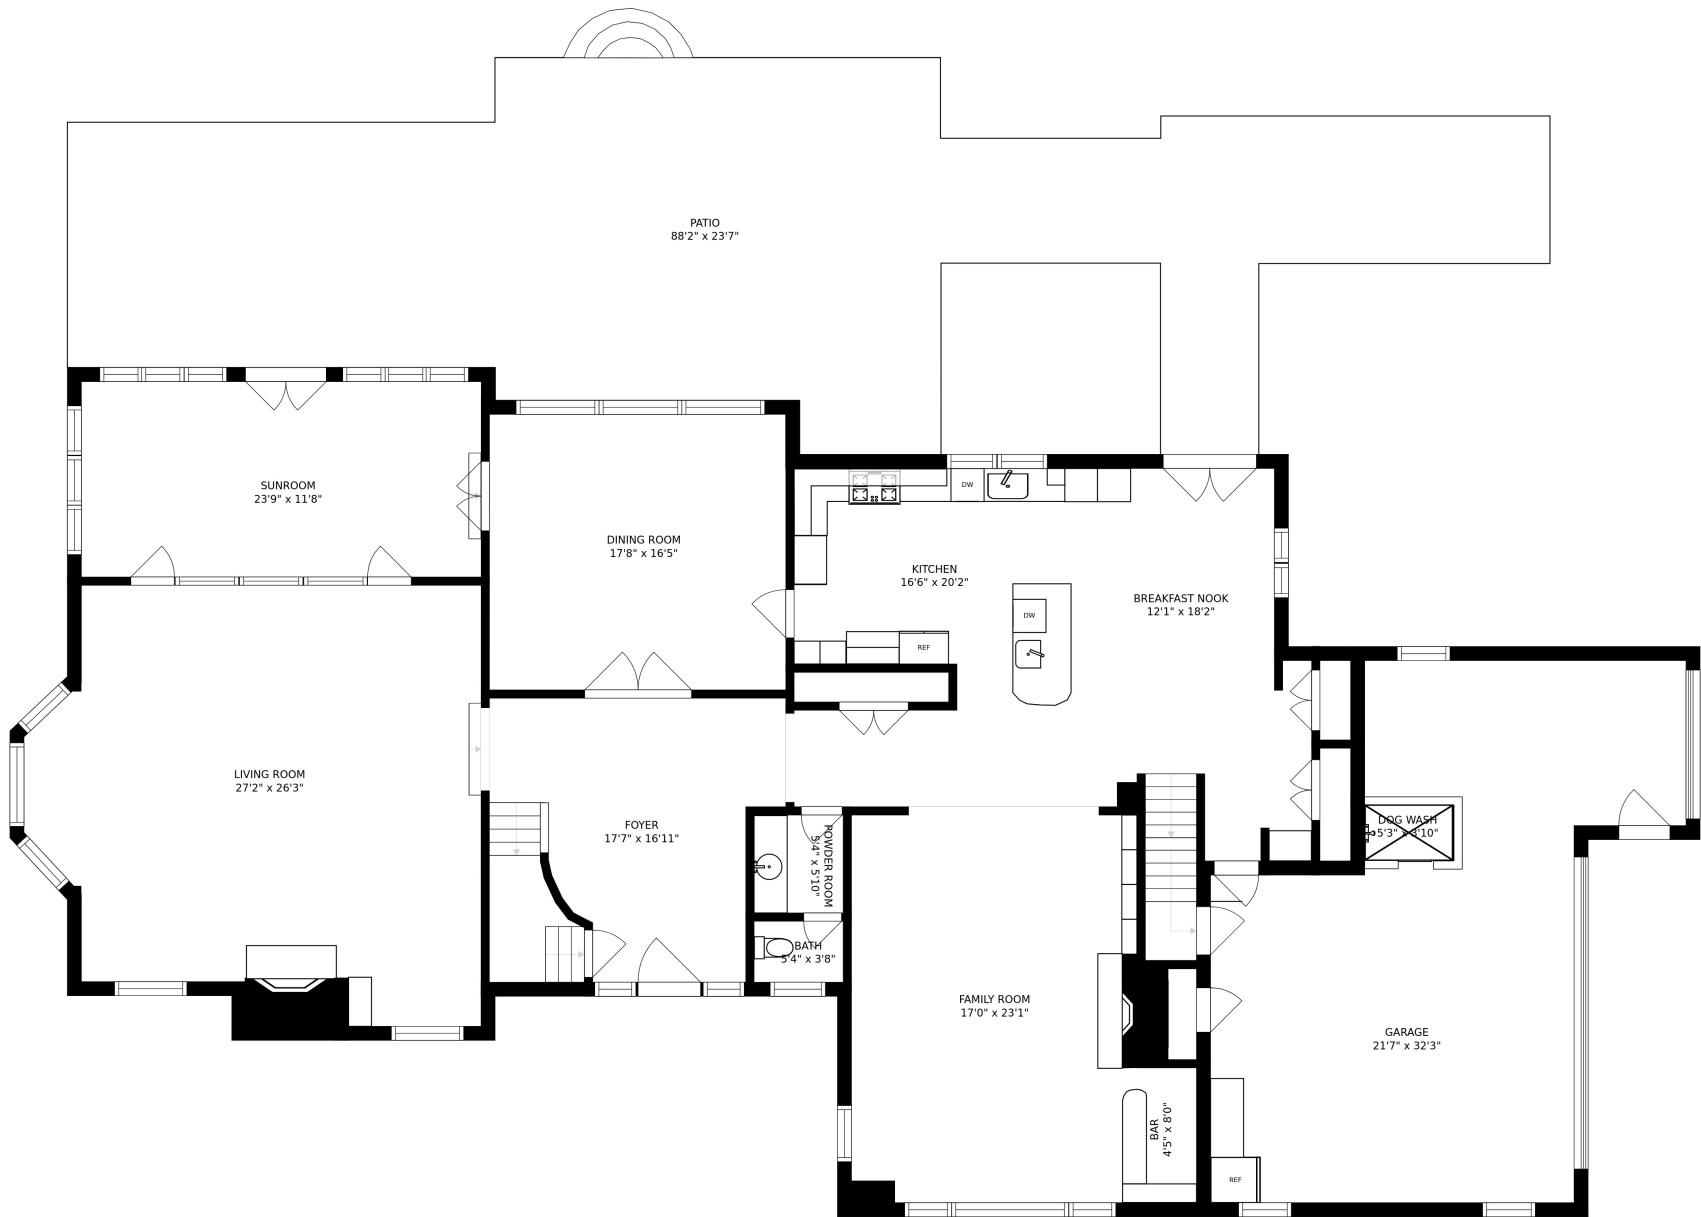 PATIO
88'2" x 23'7"
SUNROOM
23'9" x 11'8"
DINING ROOM
17'8" x 16'5"
DW
KITCHEN
16'6" x 20'2"
BREAKFAST NOOK
12'1" x 18'2"
DW
REF
LIVING ROOM
27'2" x 26'3"
FOYER
17'7" x 16'11"
POWDER ROOM
5'4" x 5'10"
DOG WASH
5'3" x 3'10"
BATH
5'4" x 3'8"
FAMILY ROOM
17'0" x 23'1"
GARAGE
21'7" x 32'3"
BAR
4'5" x 8'0"
REF